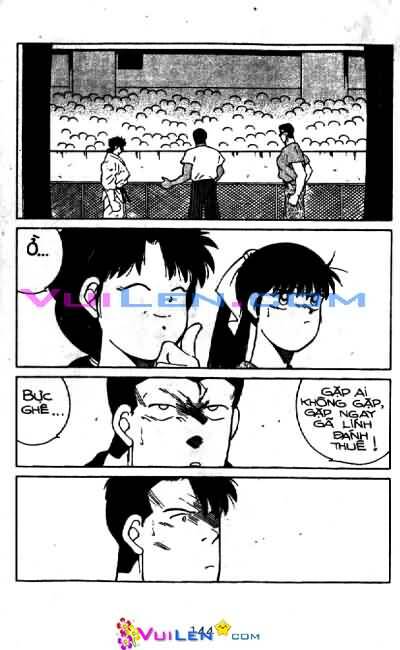 Ồ...
VUILEN.COM
BỰC
GHÊ...
GẶP AI
KHÔNG GẶP,
GẶP NGAY
GÃ LÍNH
ĐÁNH
THUÊ!
144
VUILEN.COM